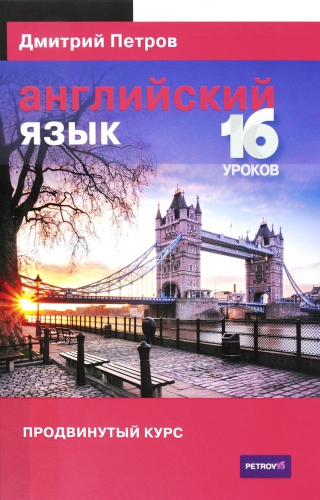 Дмитрий Петров
английский
язык
16
уроков
ПРОДВИНУТЫЙ КУРС
PETROV